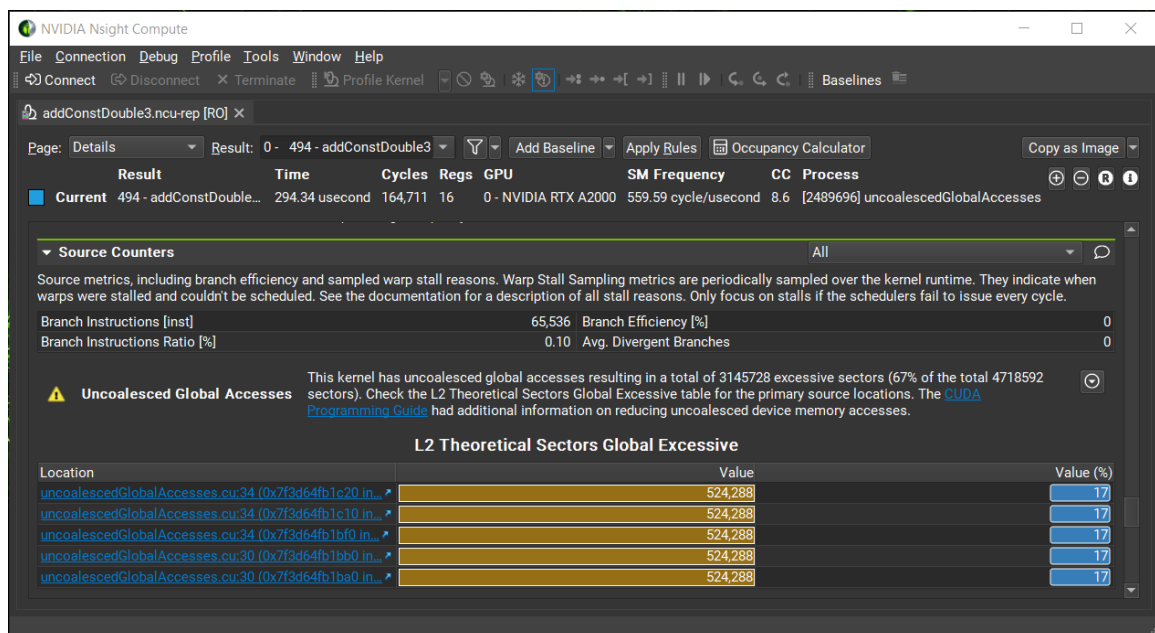 NVIDIA Nsight Compute
File Connection Debug Profile Tools Window Help
Connect Disconnect Terminate Profile Kernel Baselines
addConstDouble3.ncu-rep [RO]
Page: Details Result: 0 - 494 - addConstDouble3 Add Baseline Apply Rules Occupancy Calculator Copy as Image
Result Time Cycles Regs GPU SM Frequency CC Process
Current 494 - addConstDouble... 294.34 usecond 164,711 16 0 - NVIDIA RTX A2000 559.59 cycle/usecond 8.6 [2489696] uncoalescedGlobalAccesses
Source Counters All
Source metrics, including branch efficiency and sampled warp stall reasons. Warp Stall Sampling metrics are periodically sampled over the kernel runtime. They indicate when
warps were stalled and couldn't be scheduled. See the documentation for a description of all stall reasons. Only focus on stalls if the schedulers fail to issue every cycle.
Branch Instructions [inst] 65,536 Branch Efficiency [%] 0
Branch Instructions Ratio [%] 0.10 Avg. Divergent Branches 0
This kernel has uncoalesced global accesses resulting in a total of 3145728 excessive sectors (67% of the total 4718592
Uncoalesced Global Accesses sectors). Check the L2 Theoretical Sectors Global Excessive table for the primary source locations. The CUDA
Programming Guide had additional information on reducing uncoalesced device memory accesses.
L2 Theoretical Sectors Global Excessive
Location Value Value (%)
uncoalescedGlobalAccesses.cu:34 (0x7f3d64fb1c20 in... 524,288 17
uncoalescedGlobalAccesses.cu:34 (0x7f3d64fb1c10 in... 524,288 17
uncoalescedGlobalAccesses.cu:34 (0x7f3d64fb1bf0 in... 524,288 17
uncoalescedGlobalAccesses.cu:30 (0x7f3d64fb1bb0 in... 524,288 17
uncoalescedGlobalAccesses.cu:30 (0x7f3d64fb1ba0 in... 524,288 17